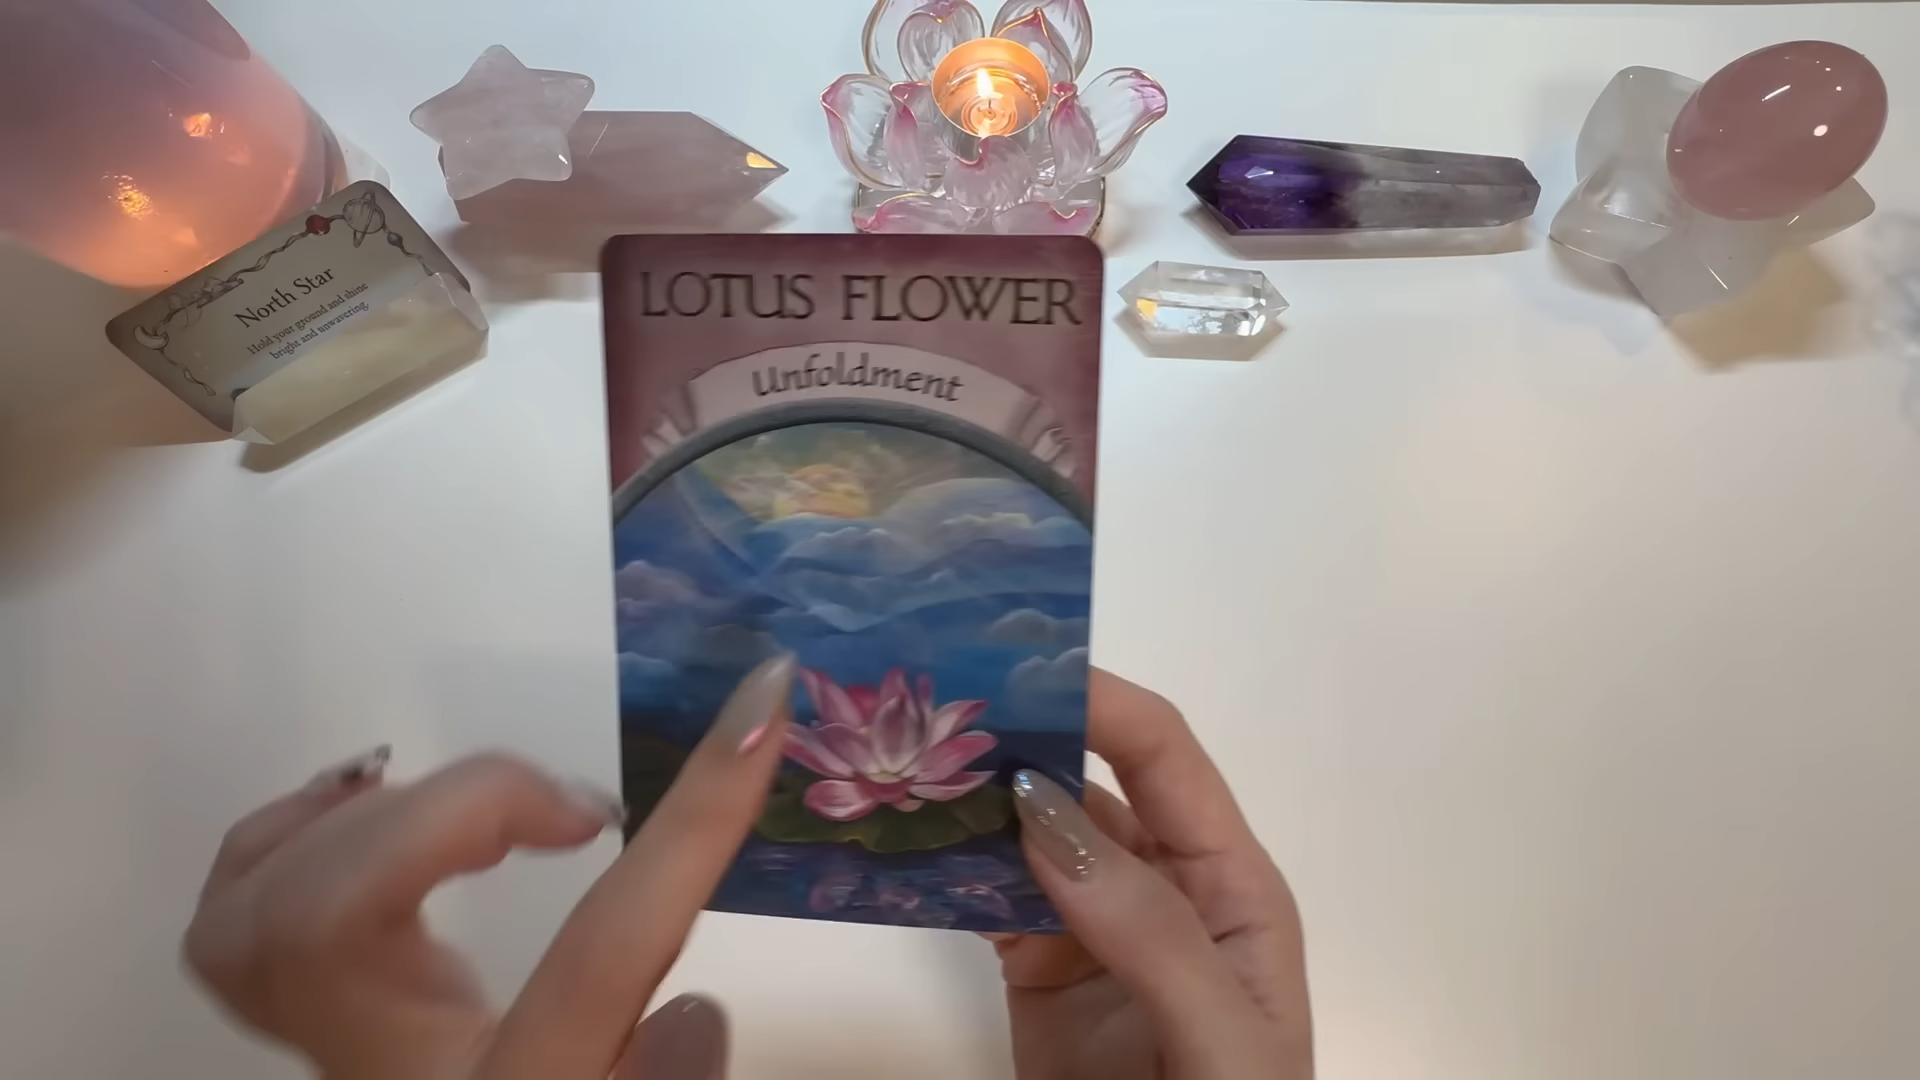 LOTUS FLOWER
Unfoldment
North Star
Hold your ground and shine
bright and unwavering.